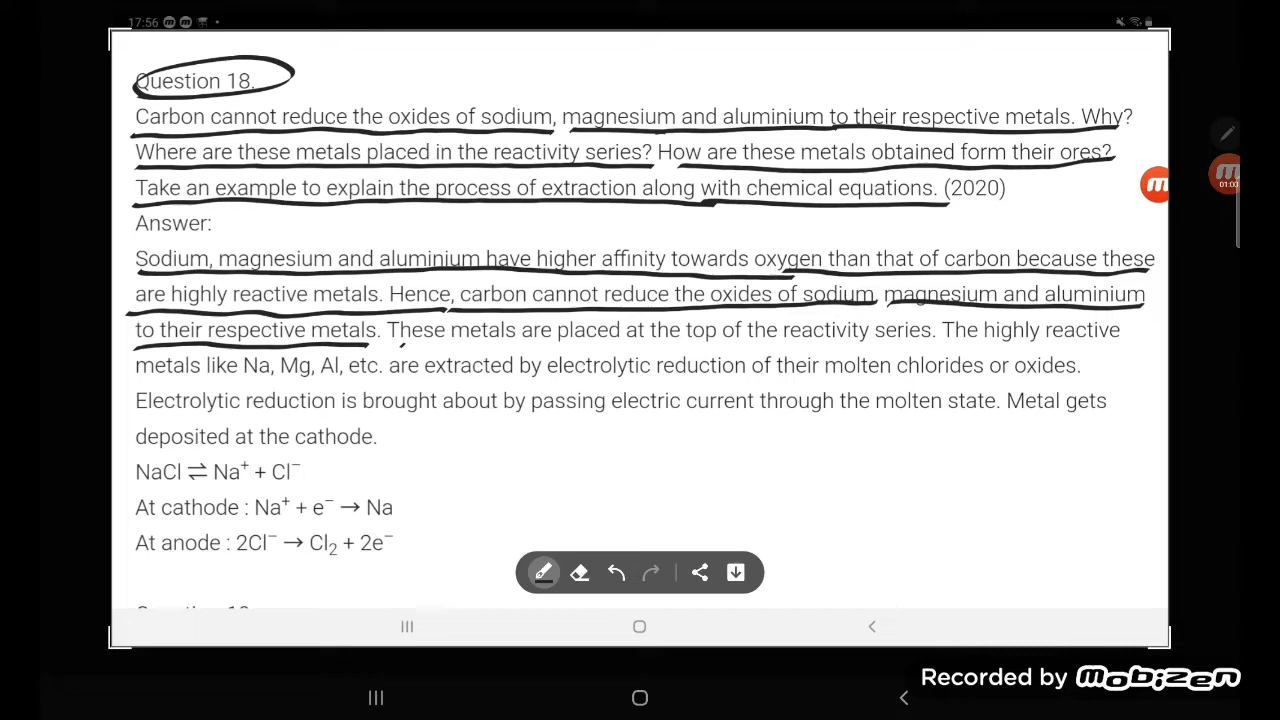 17:56
Question 18.
Carbon cannot reduce the oxides of sodium, magnesium and aluminium to their respective metals. Why?
Where are these metals placed in the reactivity series? How are these metals obtained form their ores?
Take an example to explain the process of extraction along with chemical equations. (2020)
01:00
Answer:
Sodium, magnesium and aluminium have higher affinity towards oxygen than that of carbon because these
are highly reactive metals. Hence, carbon cannot reduce the oxides of sodium, magnesium and aluminium
to their respective metals. These metals are placed at the top of the reactivity series. The highly reactive
metals like Na, Mg, Al, etc. are extracted by electrolytic reduction of their molten chlorides or oxides.
Electrolytic reduction is brought about by passing electric current through the molten state. Metal gets
deposited at the cathode.
NaCl ⇌ Na⁺ + Cl⁻
At cathode : Na⁺ + e⁻ → Na
At anode : 2Cl⁻ → Cl₂ + 2e⁻
Recorded by Mobizen